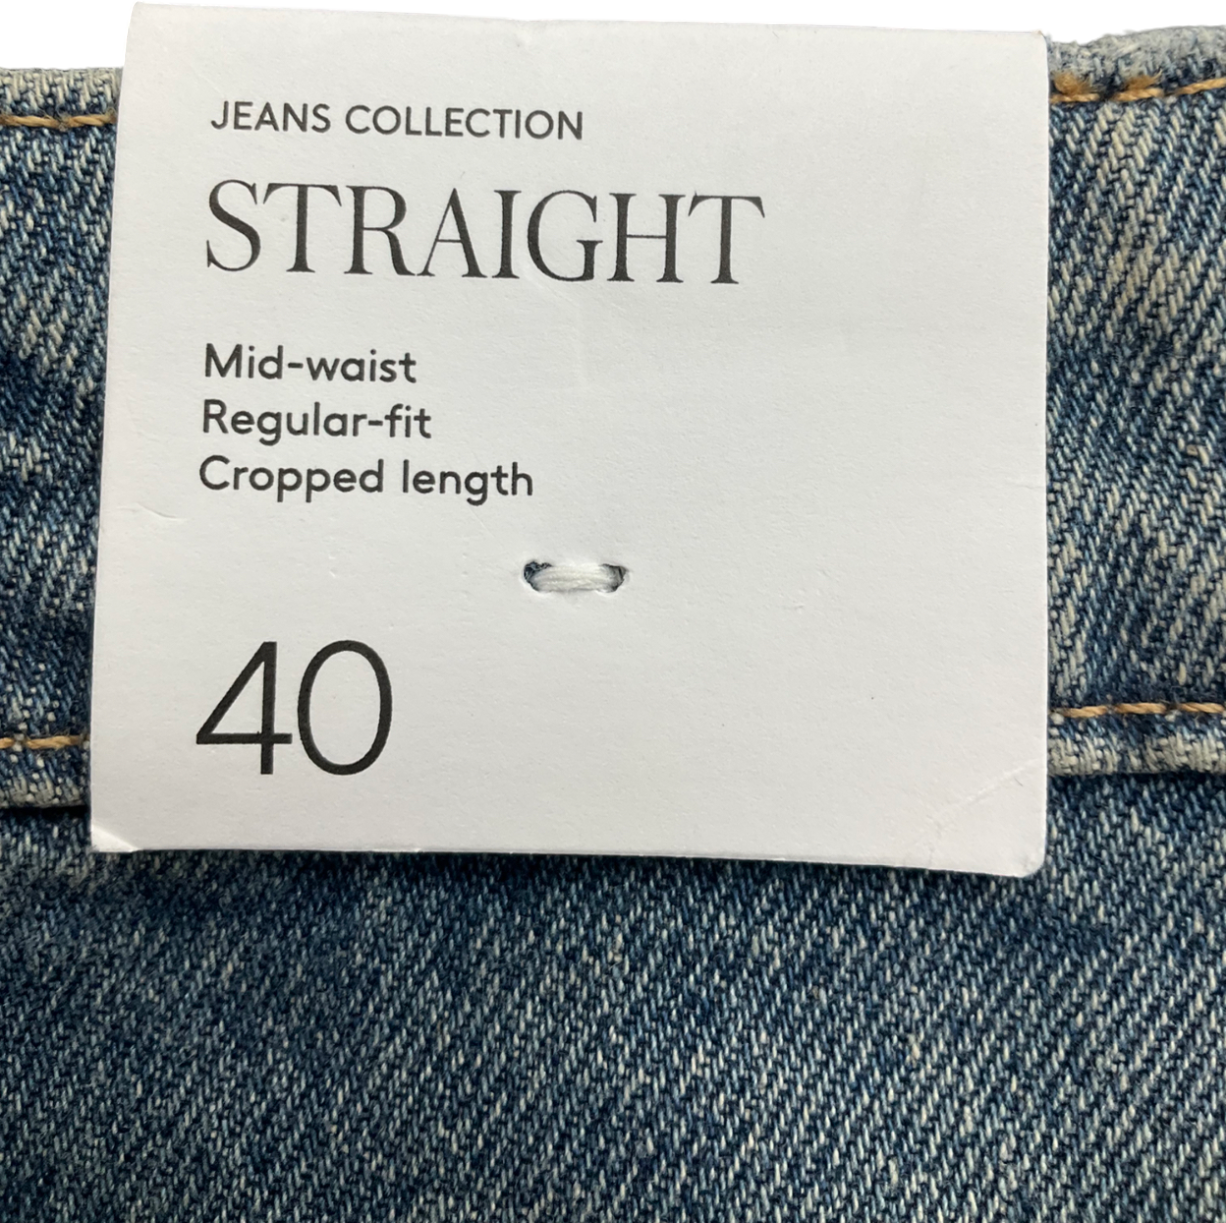 JEANS COLLECTION
STRAIGHT
Mid-waist
Regular-fit
Cropped length
40